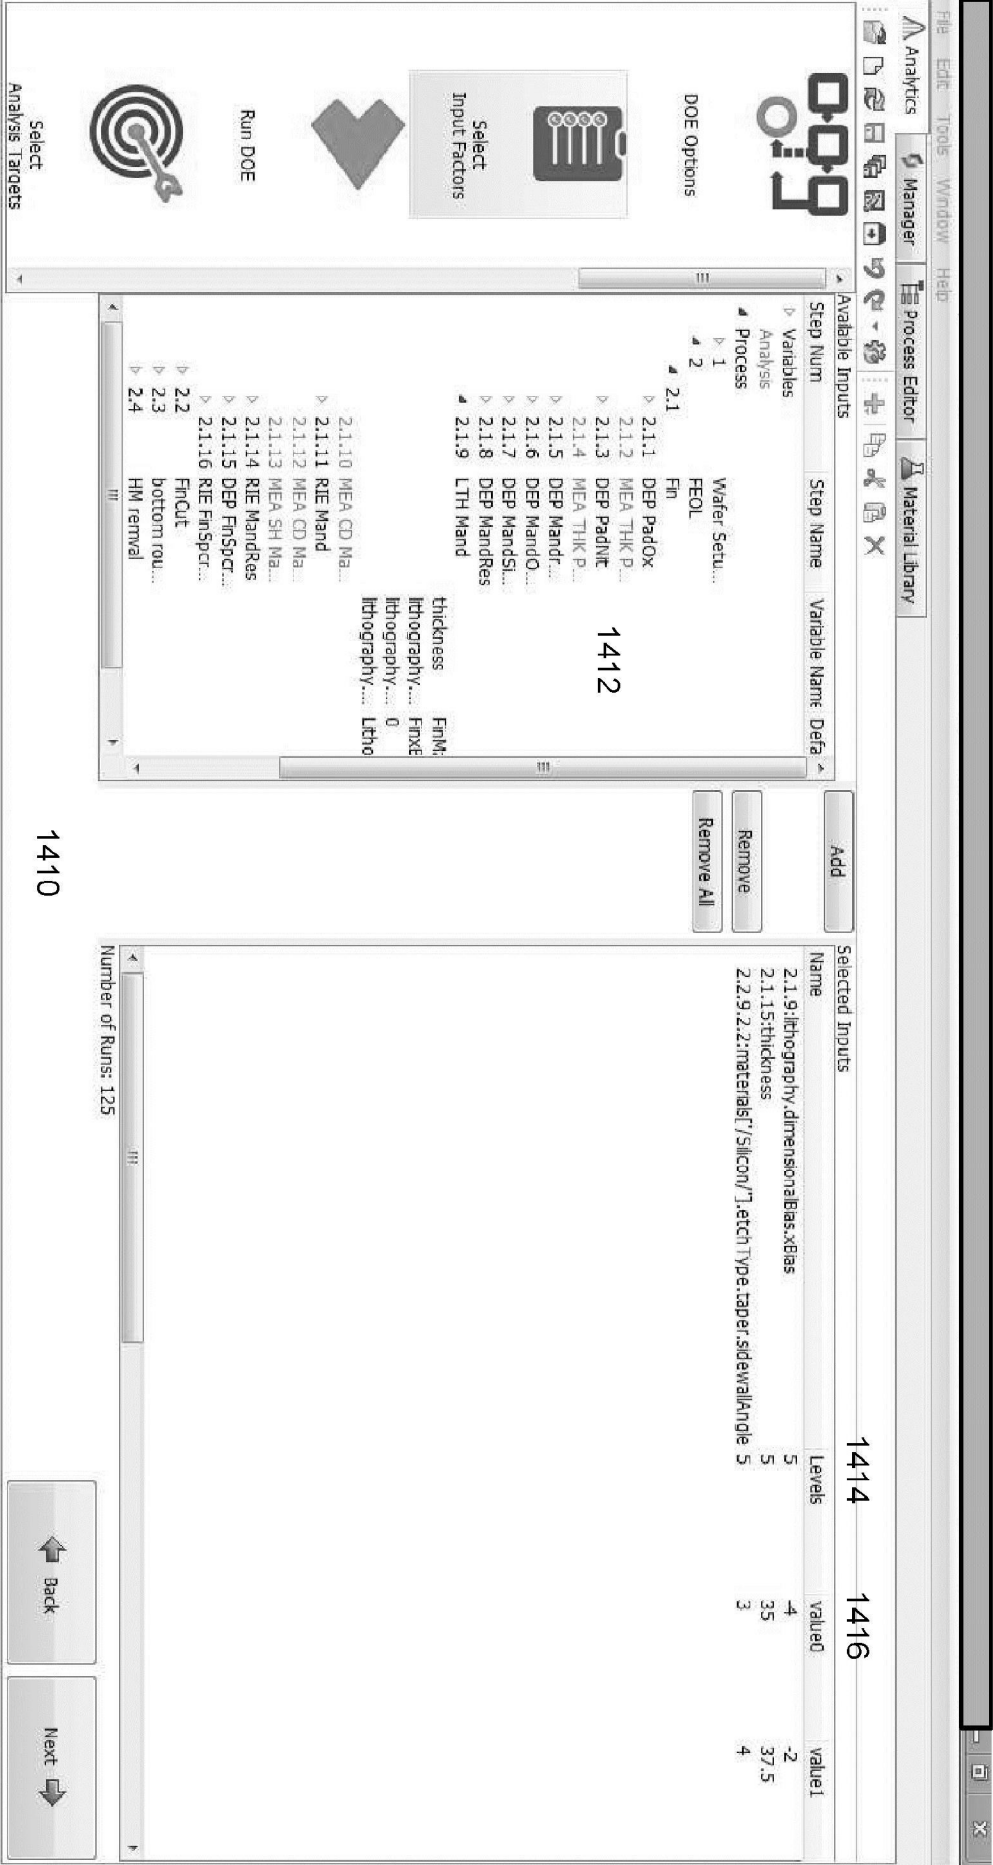 File Edit Tools Window Help
Analytics Manager Process Editor Material Library
DOE Options
Select
Input Factors
Run DOE
Select
Analysis Targets
Available Inputs
Step Num Step Name Variable Name Defa
Variables
Analysis
Process
1 Wafer Setu...
2 FEOL
2.1 Fin
2.1.1 DEP PadOx
2.1.2 MEA THK P...
2.1.3 DEP PadNit
2.1.4 MEA THK P...
2.1.5 DEP Mandr...
2.1.6 DEP MandO...
2.1.7 DEP MandSi...
2.1.8 DEP MandRes
2.1.9 LTH Mand
thickness FinM:
lithography.... FinxE
lithography.... 0
lithography.... Litho
2.1.10 MEA CD Ma...
2.1.11 RIE Mand
2.1.12 MEA CD Ma...
2.1.13 MEA SH Ma...
2.1.14 RIE MandRes
2.1.15 DEP FinSpcr...
2.1.16 RIE FinSpcr...
2.2 FinCut
2.3 bottom rou...
2.4 HM remval
1412
Add
Remove
Remove All
1410
Selected Inputs
1414 1416
Name Levels value0 value1
2.1.9:lithography.dimensionalBias.xBias 5 -4 -2
2.1.15:thickness 5 35 37.5
2.2.9.2.2:materials['/Silicon/'].etchType.taper.sidewallAngle 5 3 4
Number of Runs: 125
Back Next